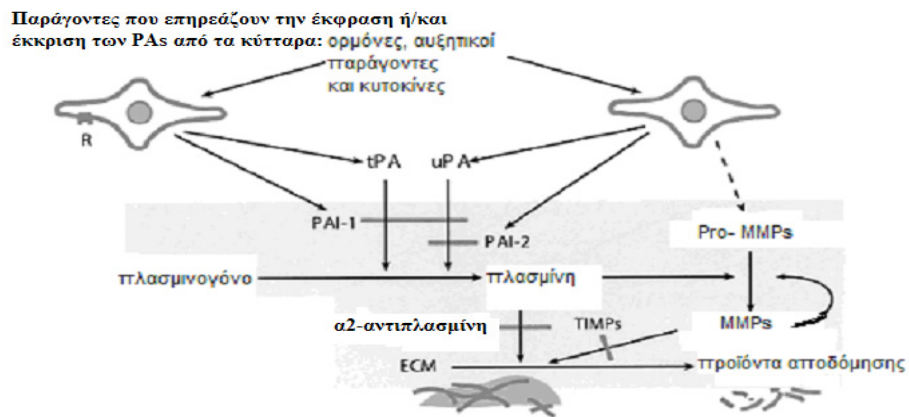 Παράγοντες που επηρεάζουν την έκφραση ή/και
έκκριση των PAs από τα κύτταρα: ορμόνες, αυξητικοί
παράγοντες
και κυτοκίνες
R
tPA
uPA
PAI-1
PAI-2
Pro- MMPs
πλασμινογόνο
πλασμίνη
α2-αντιπλασμίνη
TIMPs
MMPs
ECM
προϊόντα αποδόμησης